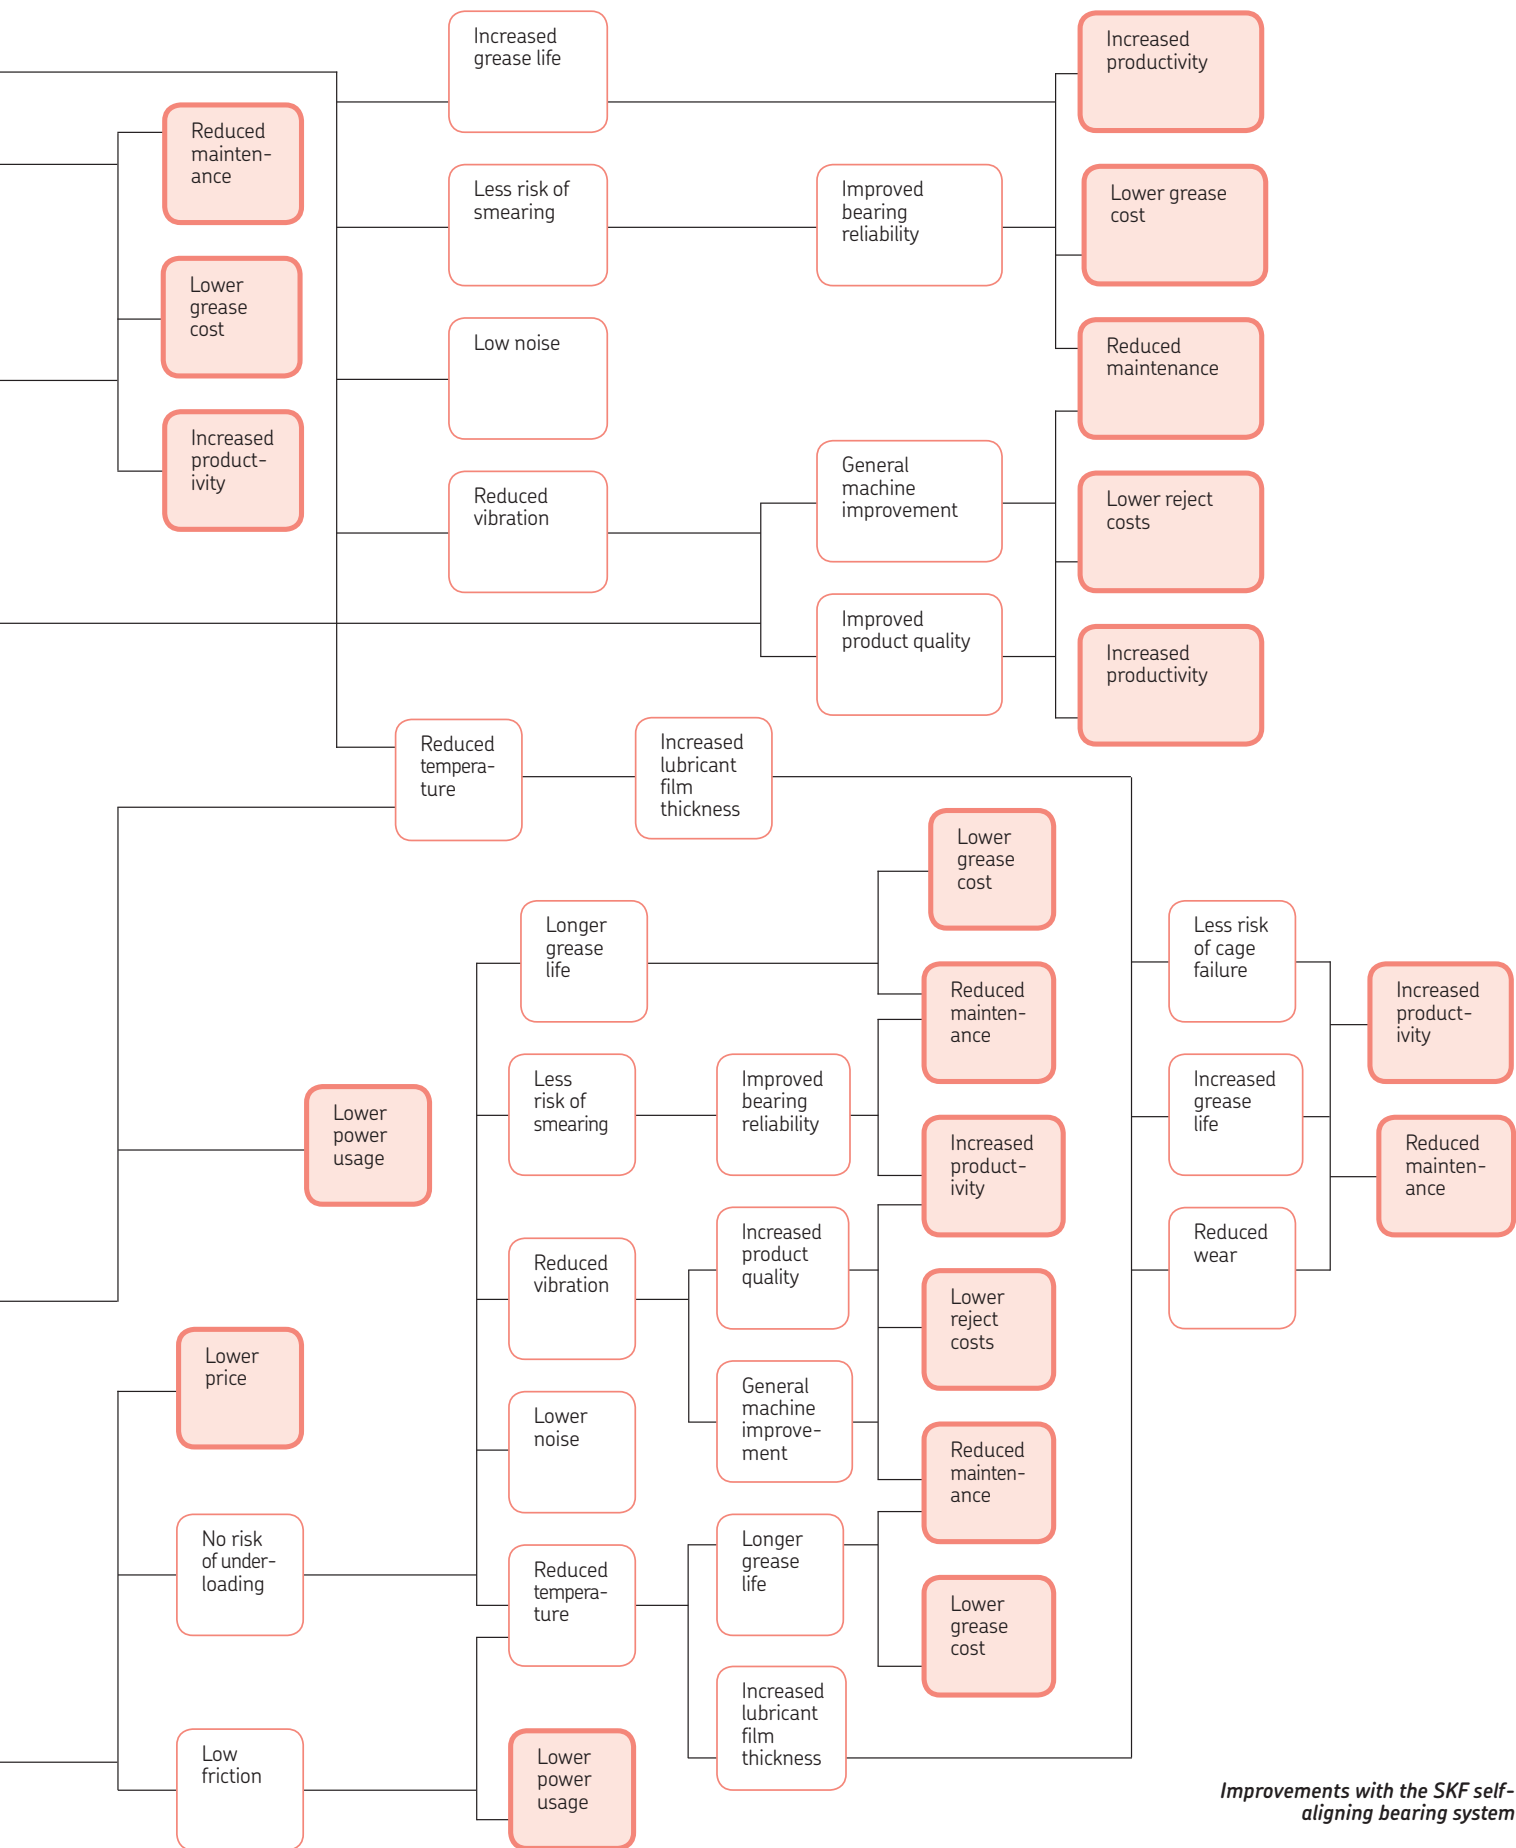 Increased
grease life
Increased
productivity
Reduced
mainten-
ance
Less risk of
smearing
Improved
bearing
reliability
Lower grease
cost
Lower
grease
cost
Low noise
Reduced
maintenance
Increased
product-
ivity
Reduced
vibration
General
machine
improvement
Lower reject
costs
Improved
product quality
Increased
productivity
Reduced
tempera-
ture
Increased
lubricant
film
thickness
Lower
grease
cost
Longer
grease
life
Less risk
of cage
failure
Reduced
mainten-
ance
Increased
product-
ivity
Less
risk of
smearing
Improved
bearing
reliability
Increased
grease
life
Lower
power
usage
Increased
product-
ivity
Reduced
mainten-
ance
Reduced
vibration
Increased
product
quality
Reduced
wear
Lower
reject
costs
Lower
price
General
machine
improve-
ment
Lower
noise
Reduced
mainten-
ance
No risk
of under-
loading
Reduced
tempera-
ture
Longer
grease
life
Lower
grease
cost
Increased
lubricant
film
thickness
Low
friction
Lower
power
usage
Improvements with the SKF self-
aligning bearing system